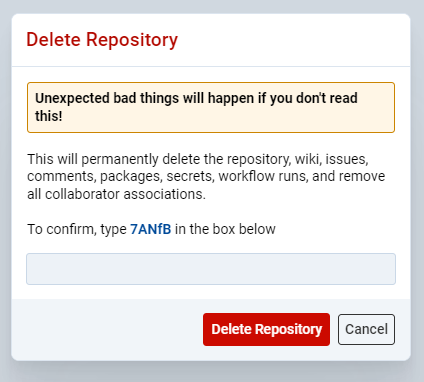 Delete Repository
Unexpected bad things will happen if you don't read
this!
This will permanently delete the repository, wiki, issues,
comments, packages, secrets, workflow runs, and remove
all collaborator associations.
To confirm, type 7ANfB in the box below
Delete Repository Cancel